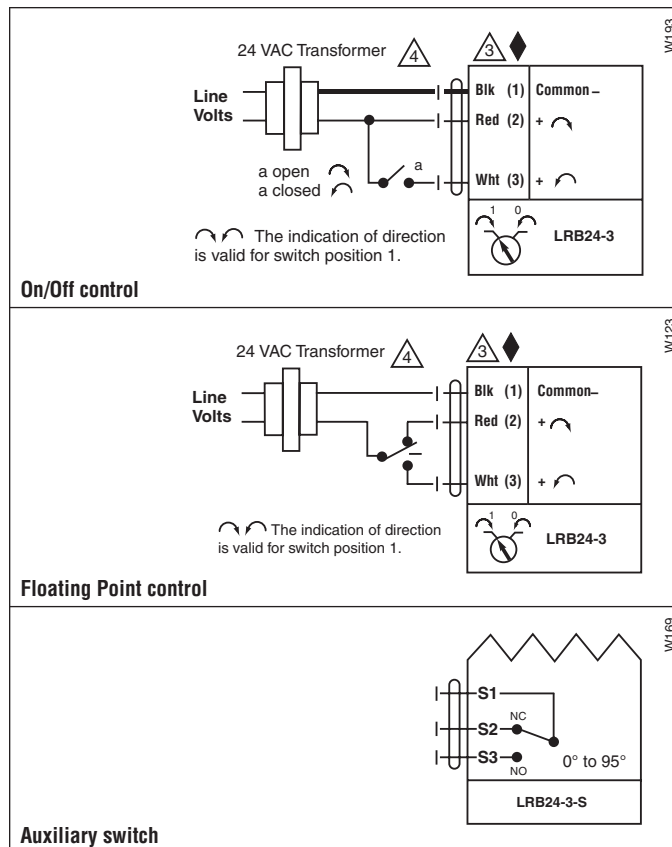 W193
24 VAC Transformer 4 3
Line
Volts
Blk (1) Common –
Red (2) +
a
a open
a closed
Wht (3) +
1 0
LRB24-3
The indication of direction
is valid for switch position 1.
On/Off control
W123
24 VAC Transformer 4 3
Line
Volts
Blk (1) Common–
Red (2) +
Wht (3) +
1 0
LRB24-3
The indication of direction
is valid for switch position 1.
Floating Point control
W169
S1
S2 NC
S3 NO
0° to 95°
LRB24-3-S
Auxiliary switch